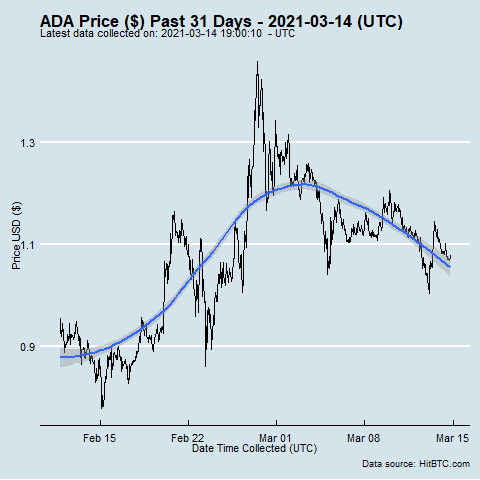 ADA Price ($) Past 31 Days - 2021-03-14 (UTC)
Latest data collected on: 2021-03-14 19:00:10 - UTC
Price USD ($)
1.3
1.1
0.9
Feb 15 Feb 22 Mar 01 Mar 08 Mar 15
Date Time Collected (UTC)
Data source: HitBTC.com